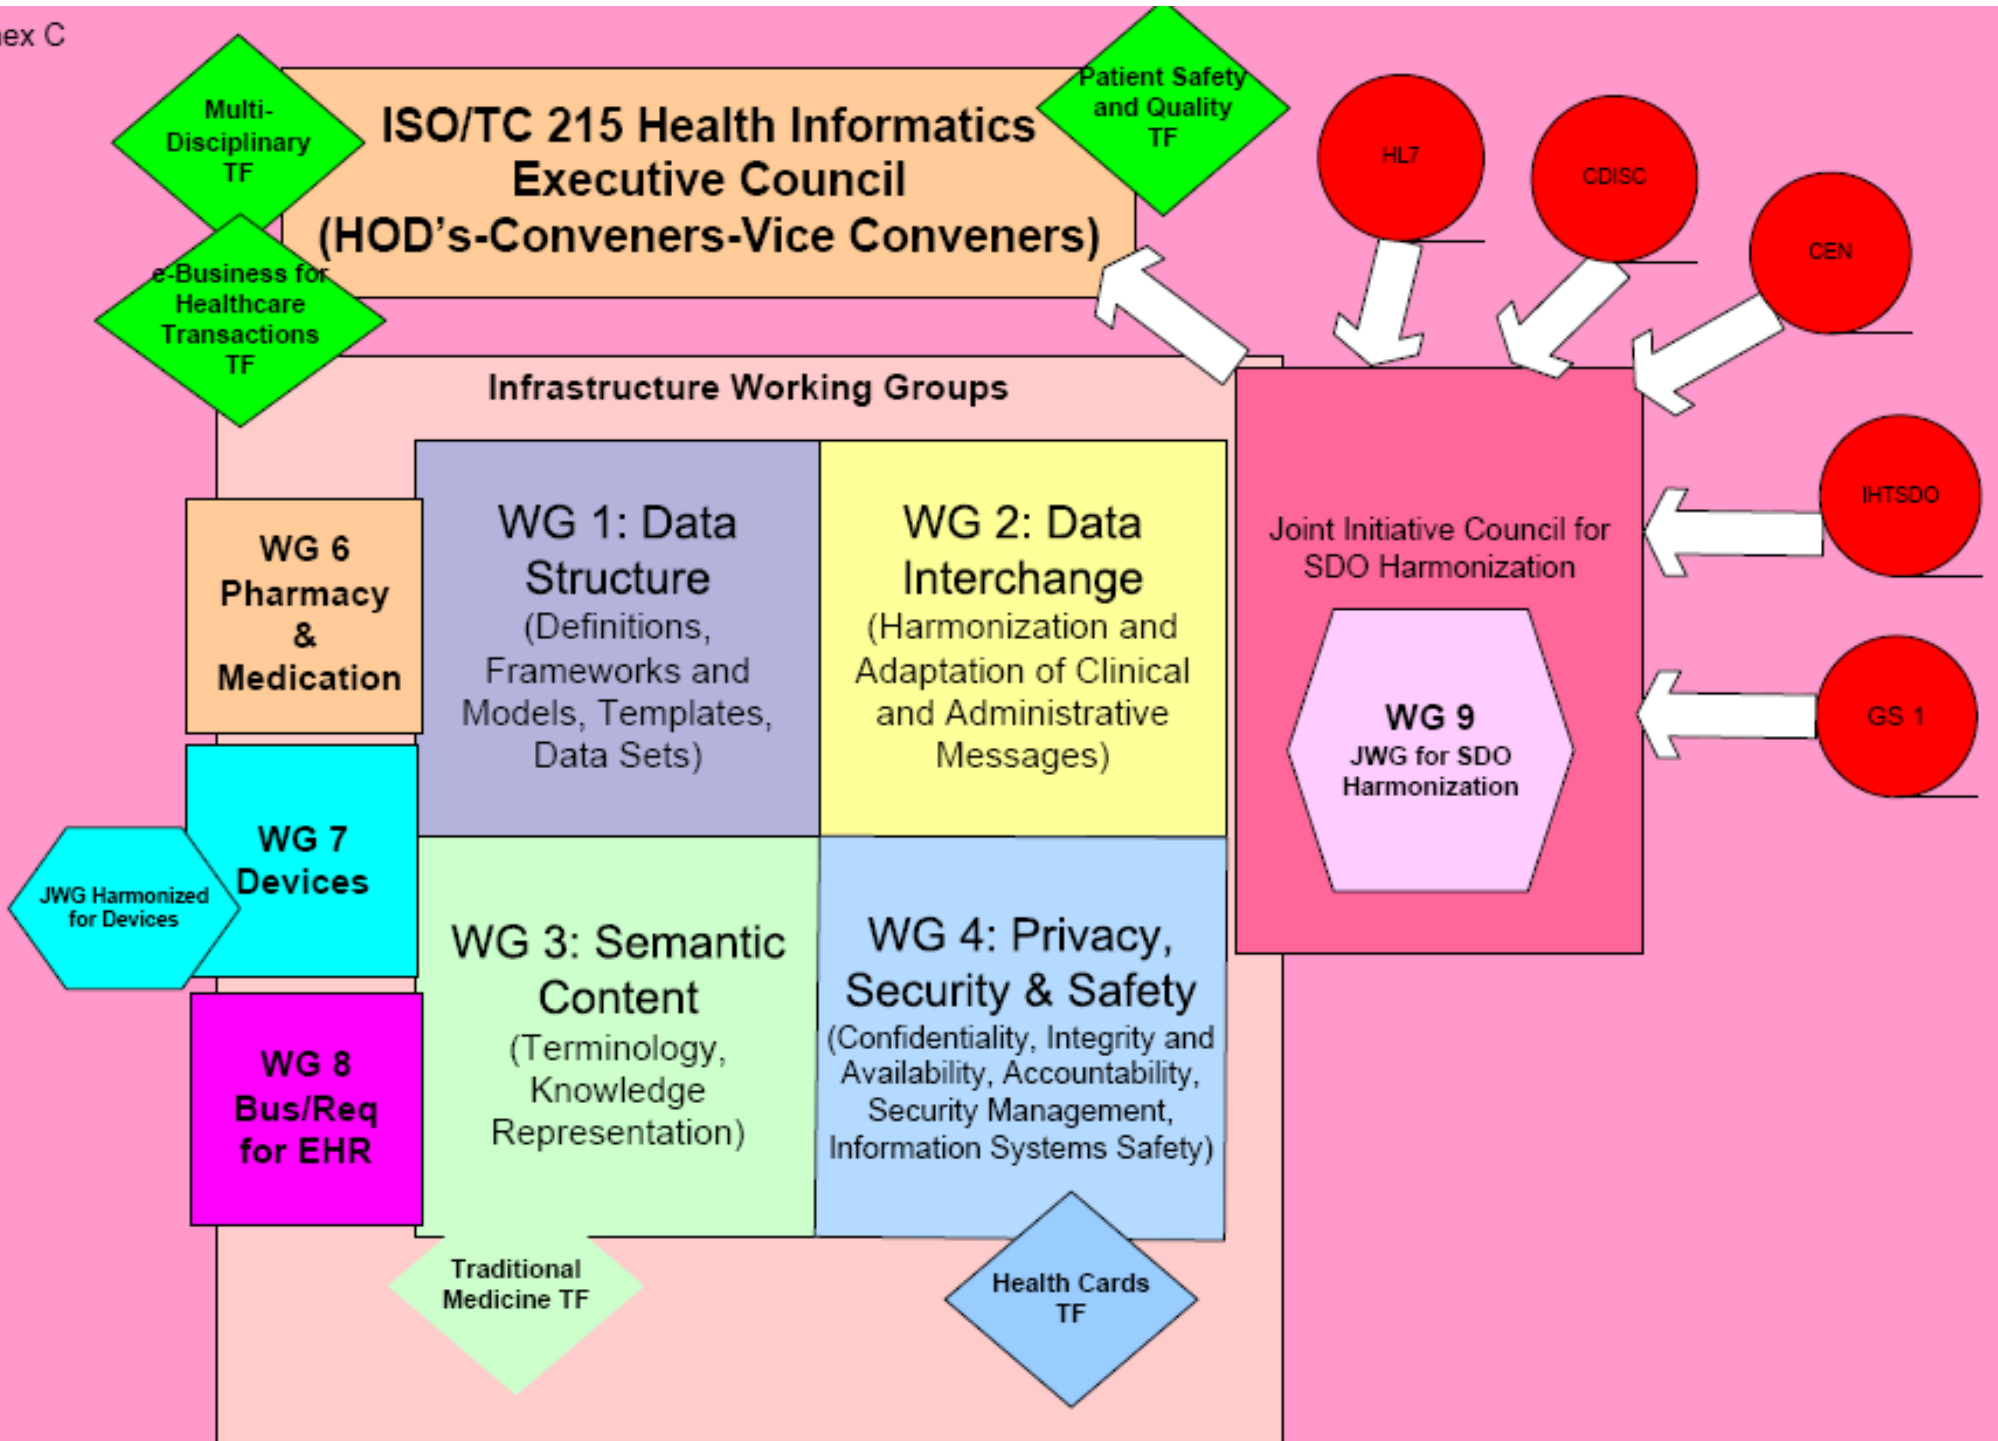 ex C
Multi-
Disciplinary
TF
ISO/TC 215 Health Informatics
Executive Council
(HOD's-Conveners-Vice Conveners)
Patient Safety
and Quality
TF
HL7
CDISC
CEN
e-Business for
Healthcare
Transactions
TF
Infrastructure Working Groups
WG 6
Pharmacy
&
Medication
WG 1: Data
Structure
(Definitions,
Frameworks and
Models, Templates,
Data Sets)
WG 2: Data
Interchange
(Harmonization and
Adaptation of Clinical
and Administrative
Messages)
Joint Initiative Council for
SDO Harmonization
IHTSDO
WG 9
JWG for SDO
Harmonization
GS 1
WG 7
Devices
JWG Harmonized
for Devices
WG 3: Semantic
Content
(Terminology,
Knowledge
Representation)
WG 4: Privacy,
Security & Safety
(Confidentiality, Integrity and
Availability, Accountability,
Security Management,
Information Systems Safety)
WG 8
Bus/Req
for EHR
Traditional
Medicine TF
Health Cards
TF